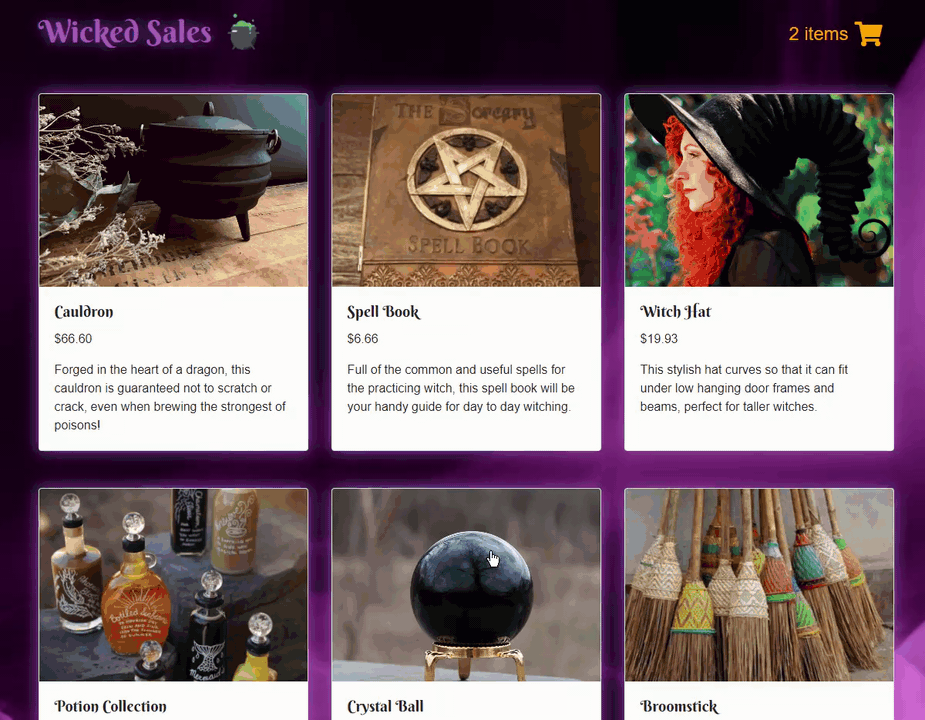 Wicked Sales
2 items
THE Sorcery
SPELL BOOK
Cauldron
$66.60
Forged in the heart of a dragon, this
cauldron is guaranteed not to scratch or
crack, even when brewing the strongest of
poisons!
Spell Book
$6.66
Full of the common and useful spells for
the practicing witch, this spell book will be
your handy guide for day to day witching.
Witch Hat
$19.93
This stylish hat curves so that it can fit
under low hanging door frames and
beams, perfect for taller witches.
Potion Collection
Crystal Ball
Broomstick